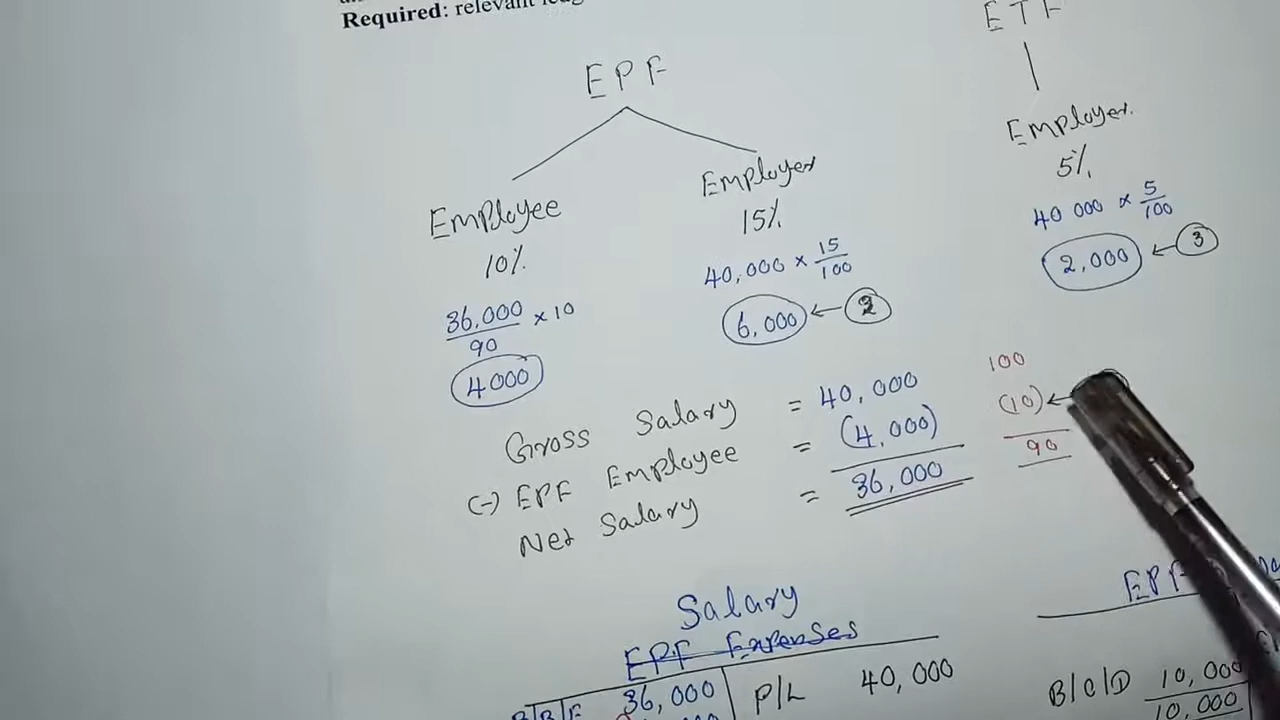 Required: relevant
EPF
ETF
Employee
10%
36,000
90
× 10
4000
Employer
15%
40,000 × 15
100
6,000 ← 2
Employer.
5%
40 000 × 5
100
2,000 ← 3
Gross Salary = 40,000
(-) EPF Employee = (4,000)
Net Salary = 36,000
100
(10) ←
90
Salary
EPF Expenses
36,000
P/L 40,000
EPF
B/C/D 10,000
10,000